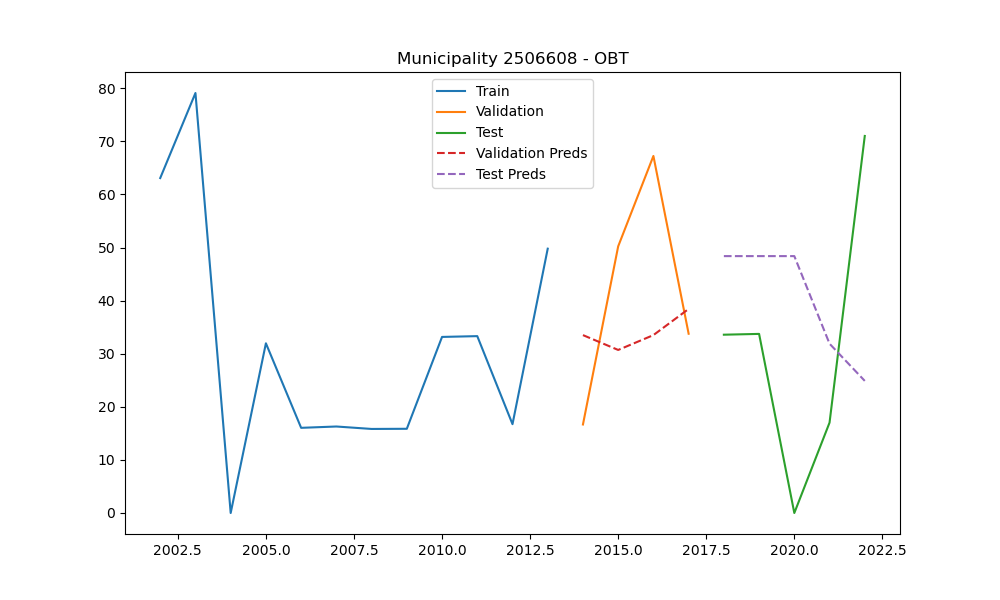 Municipality 2506608 - OBT
Train
Validation
Test
Validation Preds
Test Preds
80
70
60
50
40
30
20
10
0
2002.5 2005.0 2007.5 2010.0 2012.5 2015.0 2017.5 2020.0 2022.5